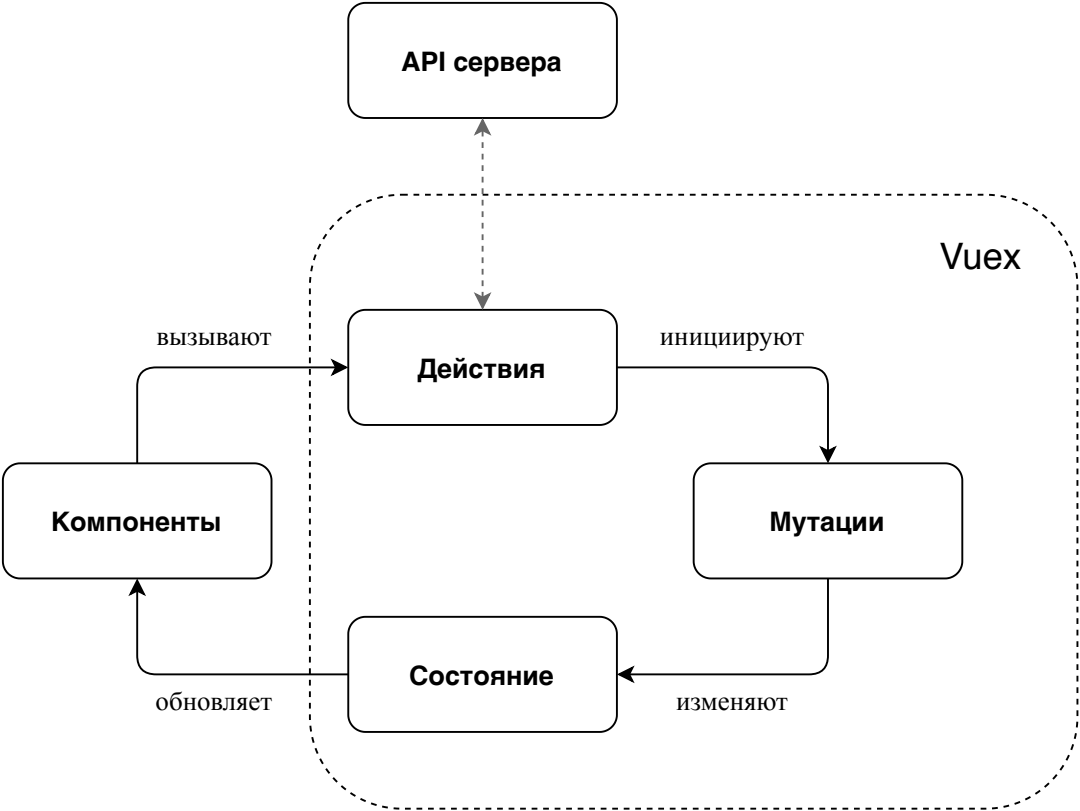 API сервера
Vuex
вызывают
инициируют
Действия
Компоненты
Мутации
Состояние
обновляет
изменяют